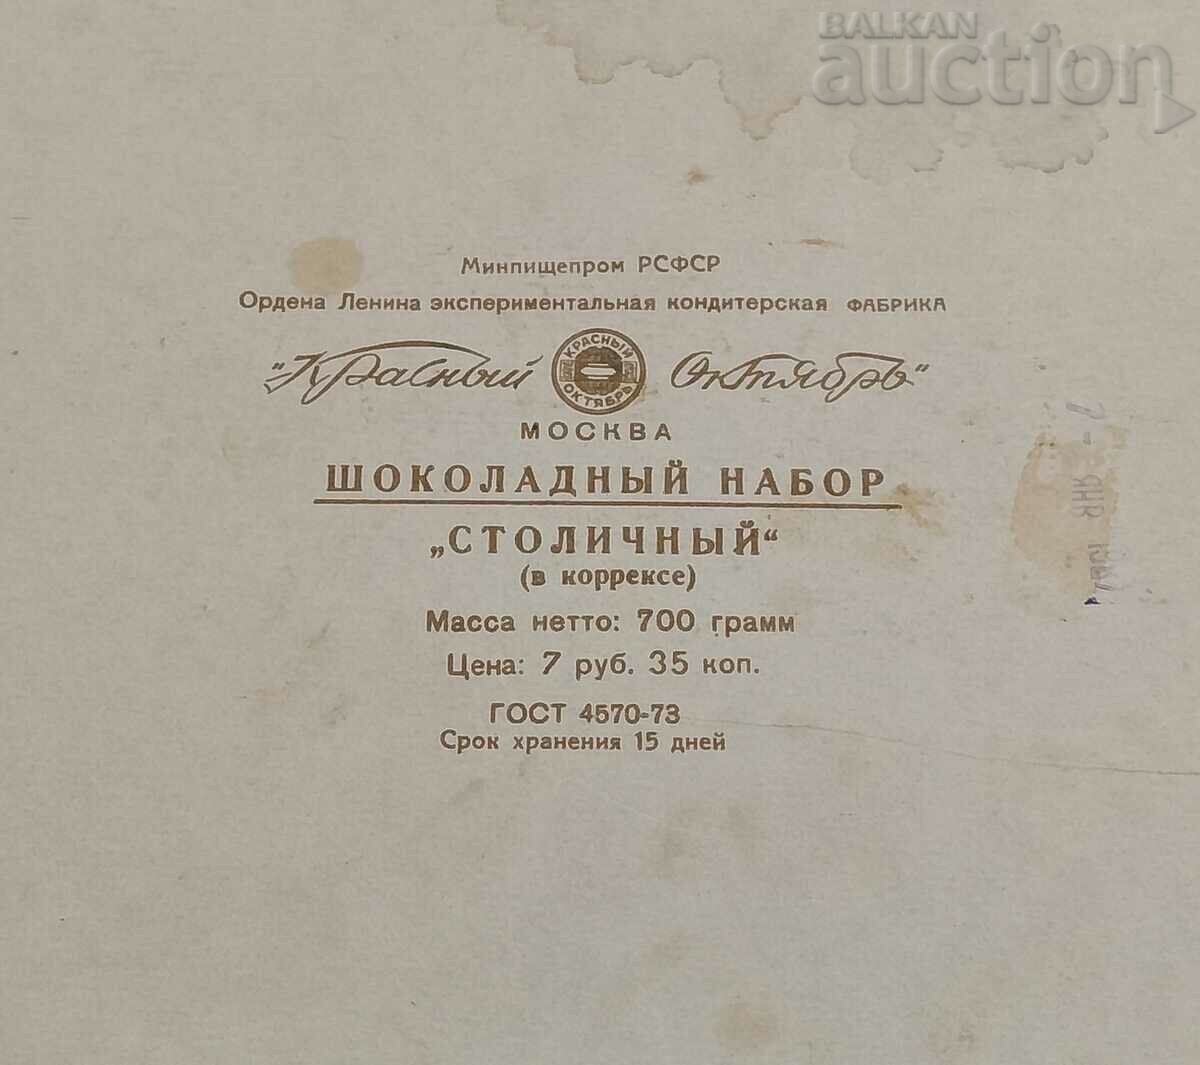 BALKAN
auction
Минпищепром РСФСР
Ордена Ленина экспериментальная кондитерская ФАБРИКА
"Красный КРАСНЫЙ ОКТЯБРЬ Октябрь"
МОСКВА
ШОКОЛАДНЫЙ НАБОР
„СТОЛИЧНЫЙ“
(в коррексе)
Масса нетто: 700 грамм
Цена: 7 руб. 35 коп.
ГОСТ 4570-73
Срок хранения 15 дней
ЯНВ